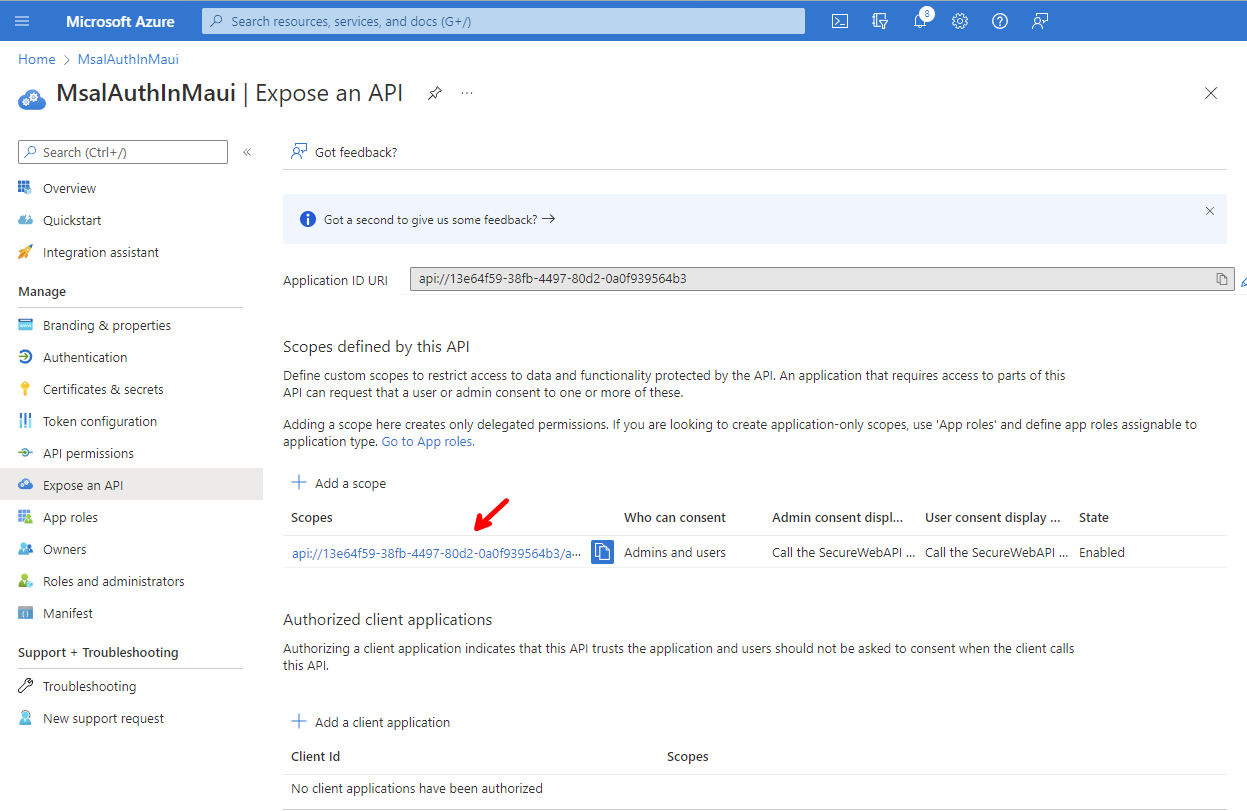 Microsoft Azure
Search resources, services, and docs (G+/)
8
Home > MsalAuthInMaui
MsalAuthInMaui | Expose an API
Search (Ctrl+/)
Overview
Quickstart
Integration assistant
Manage
Branding & properties
Authentication
Certificates & secrets
Token configuration
API permissions
Expose an API
App roles
Owners
Roles and administrators
Manifest
Support + Troubleshooting
Troubleshooting
New support request
Got feedback?
Got a second to give us some feedback? →
Application ID URI api://13e64f59-38fb-4497-80d2-0a0f939564b3
Scopes defined by this API
Define custom scopes to restrict access to data and functionality protected by the API. An application that requires access to parts of this
API can request that a user or admin consent to one or more of these.
Adding a scope here creates only delegated permissions. If you are looking to create application-only scopes, use 'App roles' and define app roles assignable to
application type. Go to App roles.
Add a scope
Scopes Who can consent Admin consent displ... User consent display ... State
api://13e64f59-38fb-4497-80d2-0a0f939564b3/a... Admins and users Call the SecureWebAPI ... Call the SecureWebAPI ... Enabled
Authorized client applications
Authorizing a client application indicates that this API trusts the application and users should not be asked to consent when the client calls
this API.
Add a client application
Client Id Scopes
No client applications have been authorized